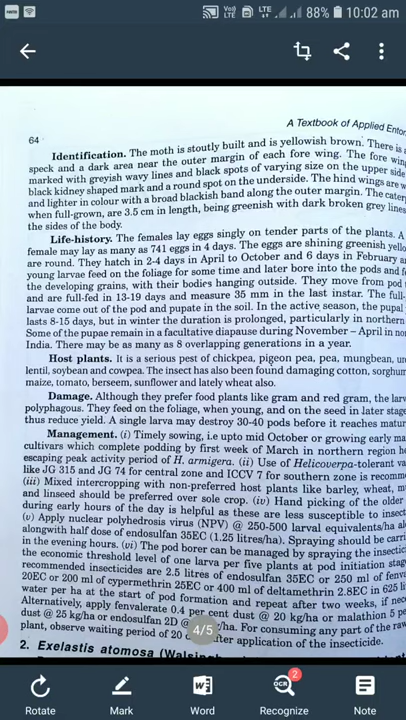 88% 10:02 am
A Textbook of Applied
64
Identification. The moth is stoutly built and is yellowish brown. There is a
speck and a dark area near the outer margin of each fore wing. The fore
marked with greyish wavy lines and black spots of varying size on the upper side
black kidney shaped mark and a round spot on the underside. The hind wings are
and lighter in colour with a broad blackish band along the outer margin. The
when full-grown, are 3.5 cm in length, being greenish with dark broken grey lines
the sides of the body.
Life-history. The females lay eggs singly on tender parts of the plants. A
female may lay as many as 741 eggs in 4 days. The eggs are shining greenish
are round. They hatch in 2-4 days in April to October and 6 days in February
young larvae feed on the foliage for some time and later bore into the pods and
the developing grains, with their bodies hanging outside. They move from pod
and are full-fed in 13-19 days and measure 35 mm in the last instar. The full-
larvae come out of the pod and pupate in the soil. In the active season, the pupal
lasts 8-15 days, but in winter the duration is prolonged, particularly in northern
Some of the pupae remain in a facultative diapause during November – April in
India. There may be as many as 8 overlapping generations in a year.
Host plants. It is a serious pest of chickpea, pigeon pea, pea, mungbean,
lentil, soybean and cowpea. The insect has also been found damaging cotton, sorghum
maize, tomato, berseem, sunflower and lately wheat also.
Damage. Although they prefer food plants like gram and red gram, the
polyphagous. They feed on the foliage, when young, and on the seed in later
thus reduce yield. A single larva may destroy 30-40 pods before it reaches
Management. (i) Timely sowing, i.e upto mid October or growing early
cultivars which complete podding by first week of March in northern region
escaping peak activity period of H. armigera. (ii) Use of Helicoverpa-tolerant
like JG 315 and JG 74 for central zone and ICCV 7 for southern zone is
(iii) Mixed intercropping with non-preferred host plants like barley, wheat,
and linseed should be preferred over sole crop. (iv) Hand picking of the older
during early hours of the day is helpful as these are less susceptible to
(v) Apply nuclear polyhedrosis virus (NPV) @ 250-500 larval equivalents/ha
alongwith half dose of endosulfan 35EC (1.25 litres/ha). Spraying should be
in the evening hours. (vi) The pod borer can be managed by spraying the
the economic threshold level of one larva per five plants at pod initiation
recommended insecticides are 2.5 litres of endosulfan 35EC or 250 ml of
20EC or 200 ml of cypermethrin 25EC or 400 ml of deltamethrin 2.8EC in 625
water per ha at the start of pod formation and repeat after two weeks, if
Alternatively, apply fenvalerate 0.4 per cent dust @ 20 kg/ha or malathion 5
dust @ 25 kg/ha or endosulfan 2D @ /ha. For consuming any part of the
plant, observe waiting period of 20 after application of the insecticide.
4/5
2. Exelastis atomosa
Rotate Mark Word Recognize Note
OCR 2